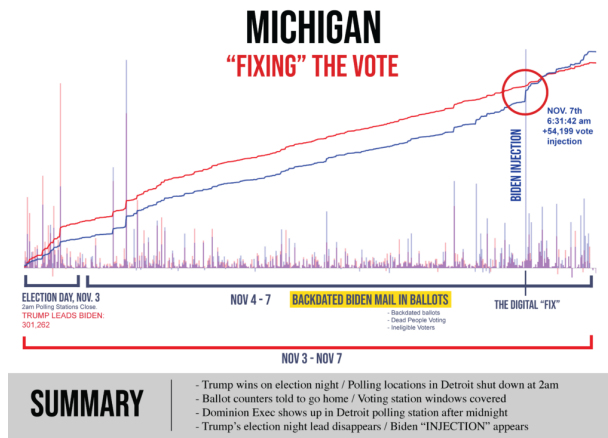 MICHIGAN
"FIXING" THE VOTE
NOV. 7th
6:31:42 am
+54,199 vote
injection
BIDEN INJECTION
ELECTION DAY, NOV. 3
2am Polling Stations Close.
TRUMP LEADS BIDEN:
301,262
NOV 4 - 7
BACKDATED BIDEN MAIL IN BALLOTS
- Backdated ballots
- Dead People Voting
- Ineligible Voters
THE DIGITAL "FIX"
NOV 3 - NOV 7
SUMMARY
- Trump wins on election night / Polling locations in Detroit shut down at 2am
- Ballot counters told to go home / Voting station windows covered
- Dominion Exec shows up in Detroit polling station after midnight
- Trump's election night lead disappears / Biden "INJECTION" appears